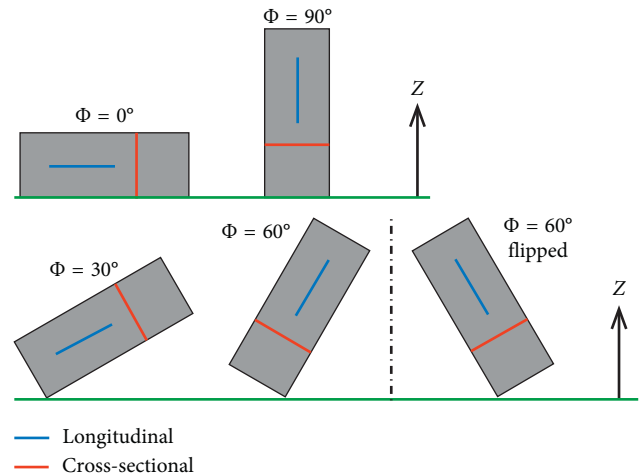 Φ = 90°
Φ = 0°
Z
Φ = 60°
Φ = 60°
flipped
Φ = 30°
Z
Longitudinal
Cross-sectional